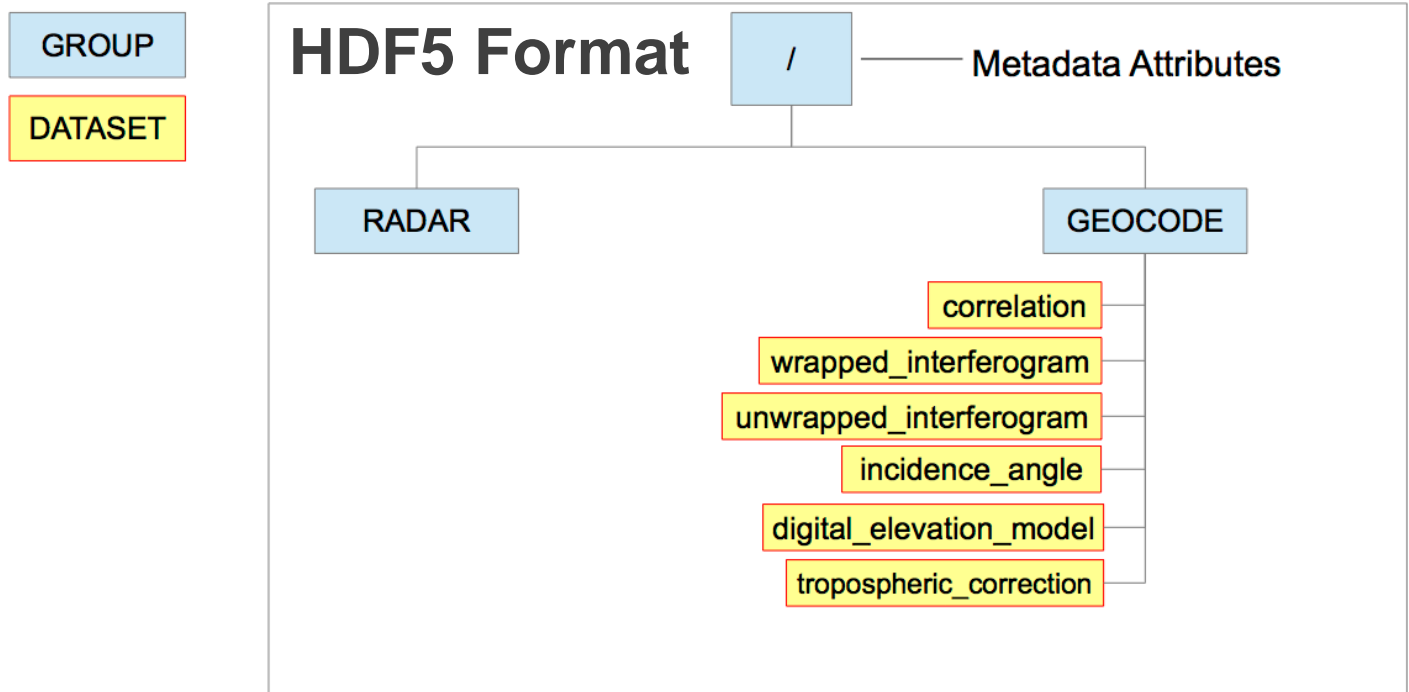 GROUP
DATASET
HDF5 Format
/
Metadata Attributes
RADAR
GEOCODE
correlation
wrapped_interferogram
unwrapped_interferogram
incidence_angle
digital_elevation_model
tropospheric_correction